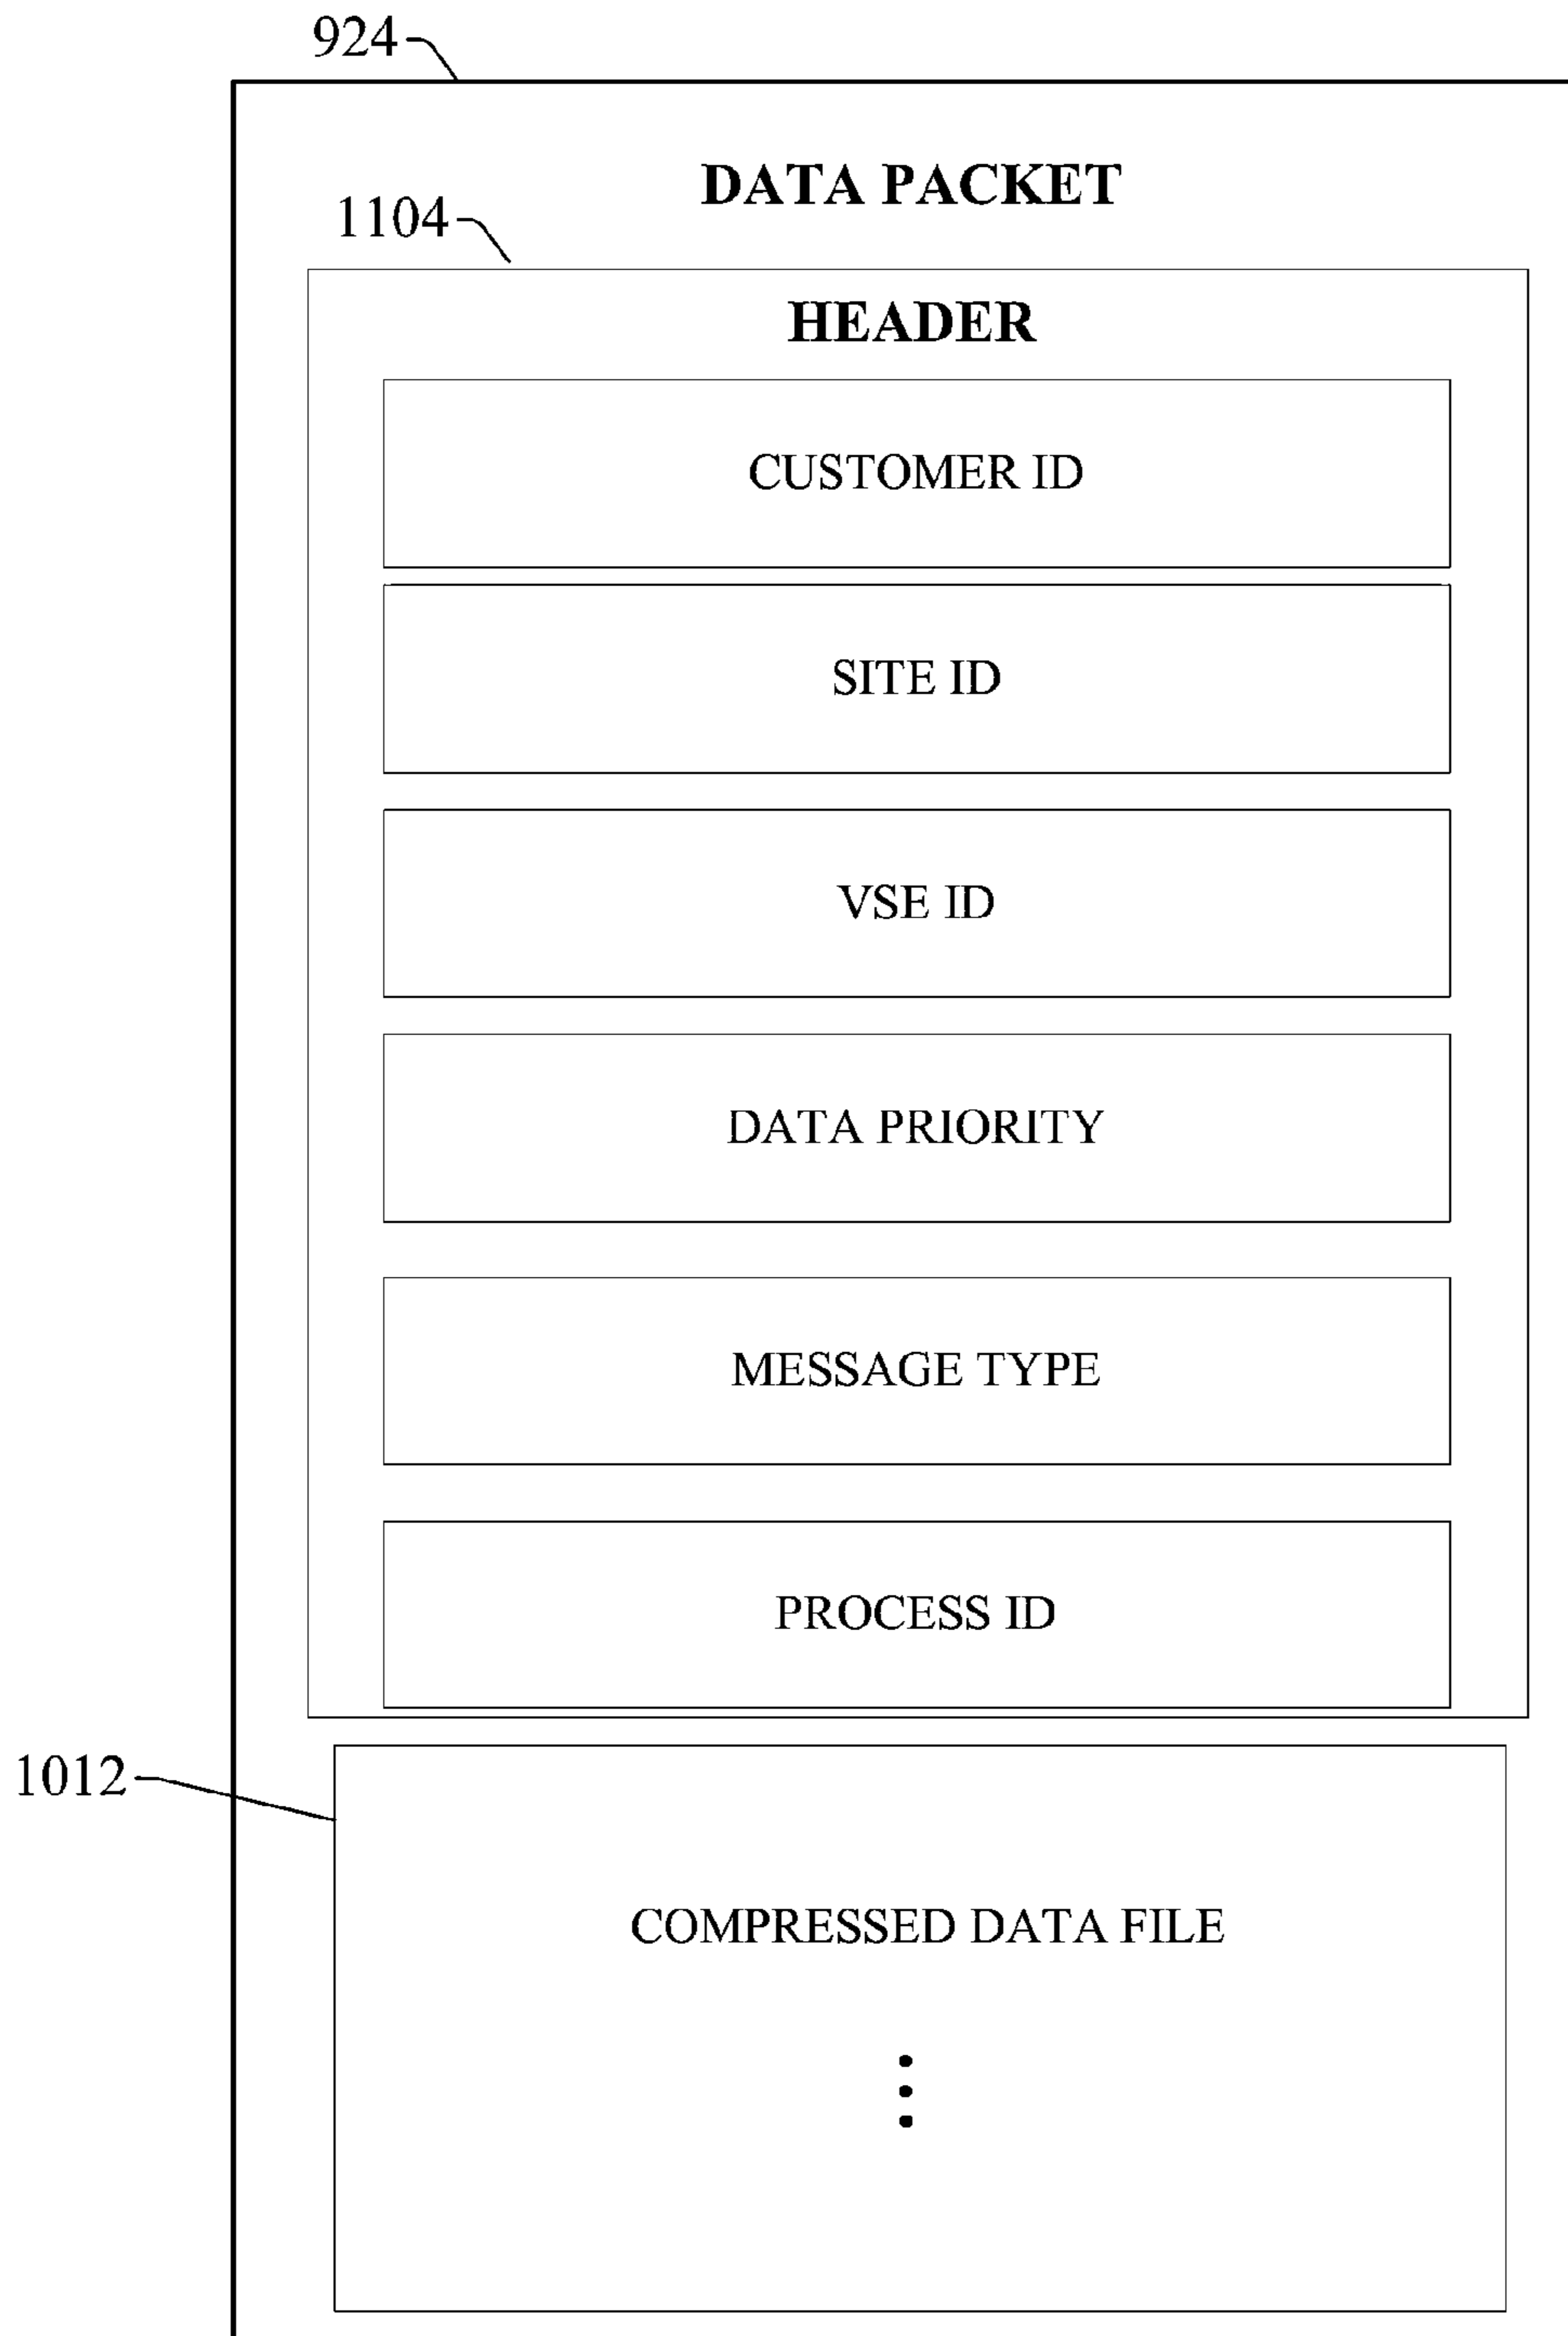 924
DATA PACKET
1104
HEADER
CUSTOMER ID
SITE ID
VSE ID
DATA PRIORITY
MESSAGE TYPE
PROCESS ID
1012
COMPRESSED DATA FILE